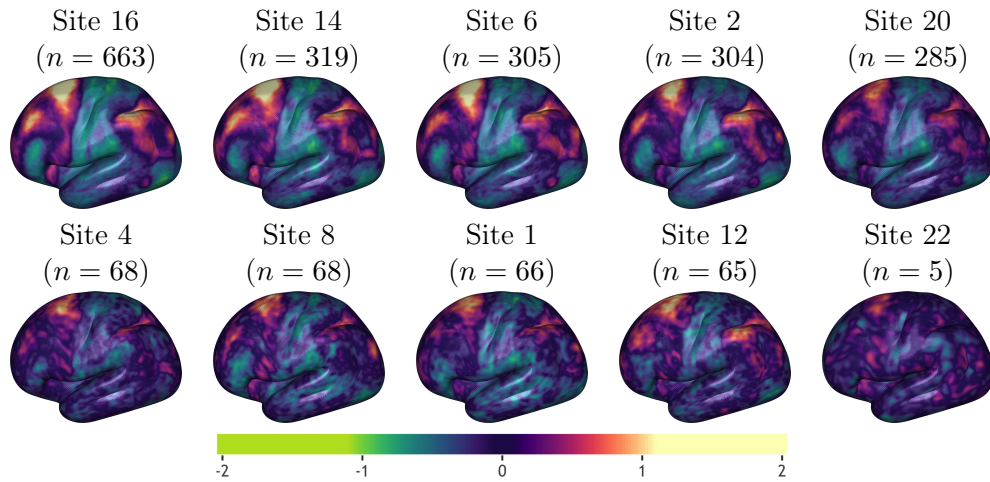 Site 16
(n = 663)
Site 14
(n = 319)
Site 6
(n = 305)
Site 2
(n = 304)
Site 20
(n = 285)
Site 4
(n = 68)
Site 8
(n = 68)
Site 1
(n = 66)
Site 12
(n = 65)
Site 22
(n = 5)
-2
-1
0
1
2